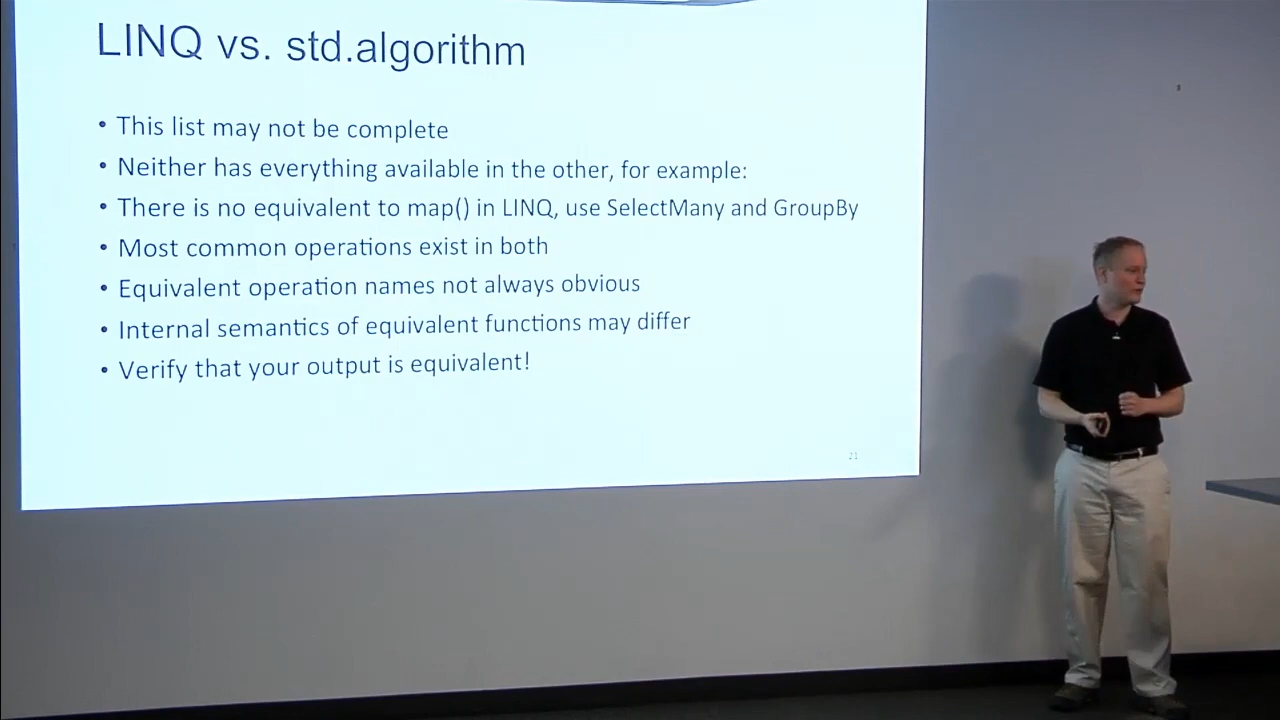 LINQ vs. std.algorithm
• This list may not be complete
• Neither has everything available in the other, for example:
• There is no equivalent to map() in LINQ, use SelectMany and GroupBy
• Most common operations exist in both
• Equivalent operation names not always obvious
• Internal semantics of equivalent functions may differ
• Verify that your output is equivalent!
21